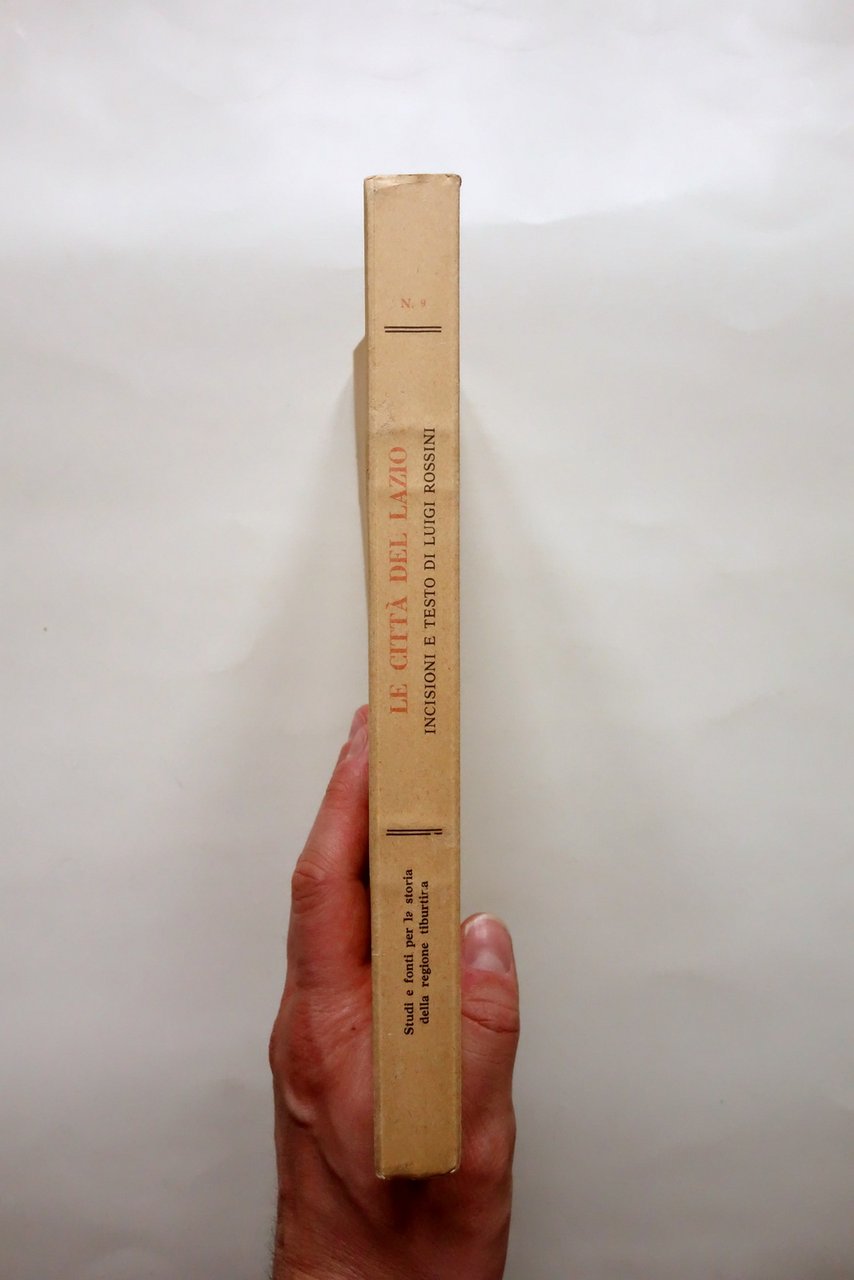 N. 9
LE CITTÀ DEL LAZIO
INCISIONI E TESTO DI LUIGI ROSSINI
Studi e fonti per la storia
della regione tiburtina